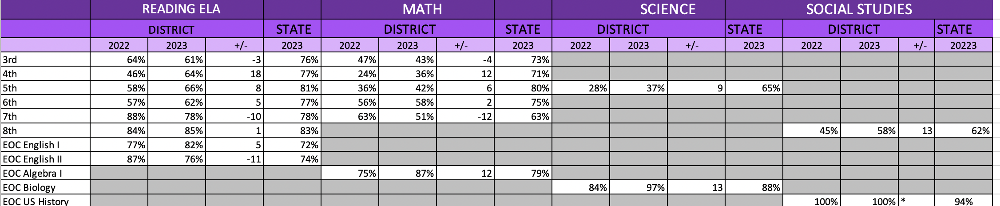 READING ELA MATH SCIENCE SOCIAL STUDIES
DISTRICT STATE DISTRICT STATE DISTRICT STATE DISTRICT STATE
2022 2023 +/- 2023 2022 2023 +/- 2023 2022 2023 +/- 2023 2022 2023 +/- 20223
3rd 64% 61% -3 76% 47% 43% -4 73%
4th 46% 64% 18 77% 24% 36% 12 71%
5th 58% 66% 8 81% 36% 42% 6 80% 28% 37% 9 65%
6th 57% 62% 5 77% 56% 58% 2 75%
7th 88% 78% -10 78% 63% 51% -12 63%
8th 84% 85% 1 83% 45% 58% 13 62%
EOC English I 77% 82% 5 72%
EOC English II 87% 76% -11 74%
EOC Algebra I 75% 87% 12 79%
EOC Biology 84% 97% 13 88%
EOC US History 100% 100% * 94%